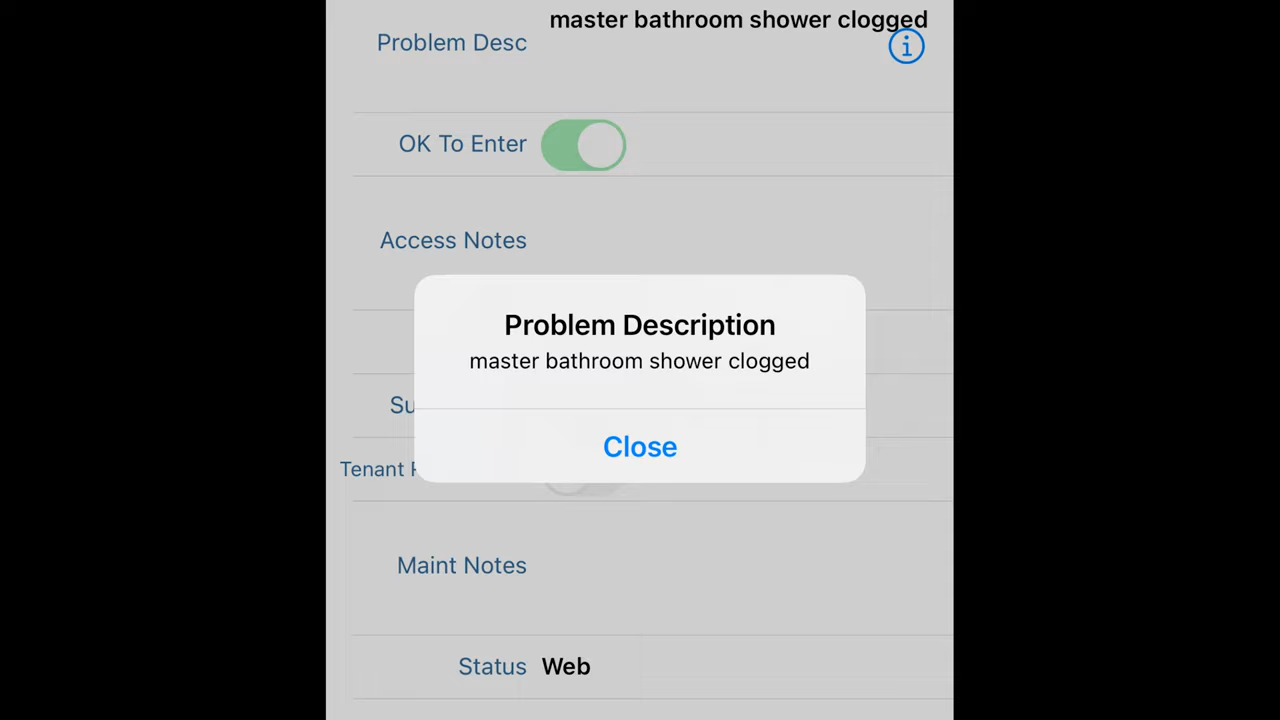 master bathroom shower clogged
Problem Desc
OK To Enter
Access Notes
Problem Description
master bathroom shower clogged
Su
Close
Tenant
Maint Notes
Status Web